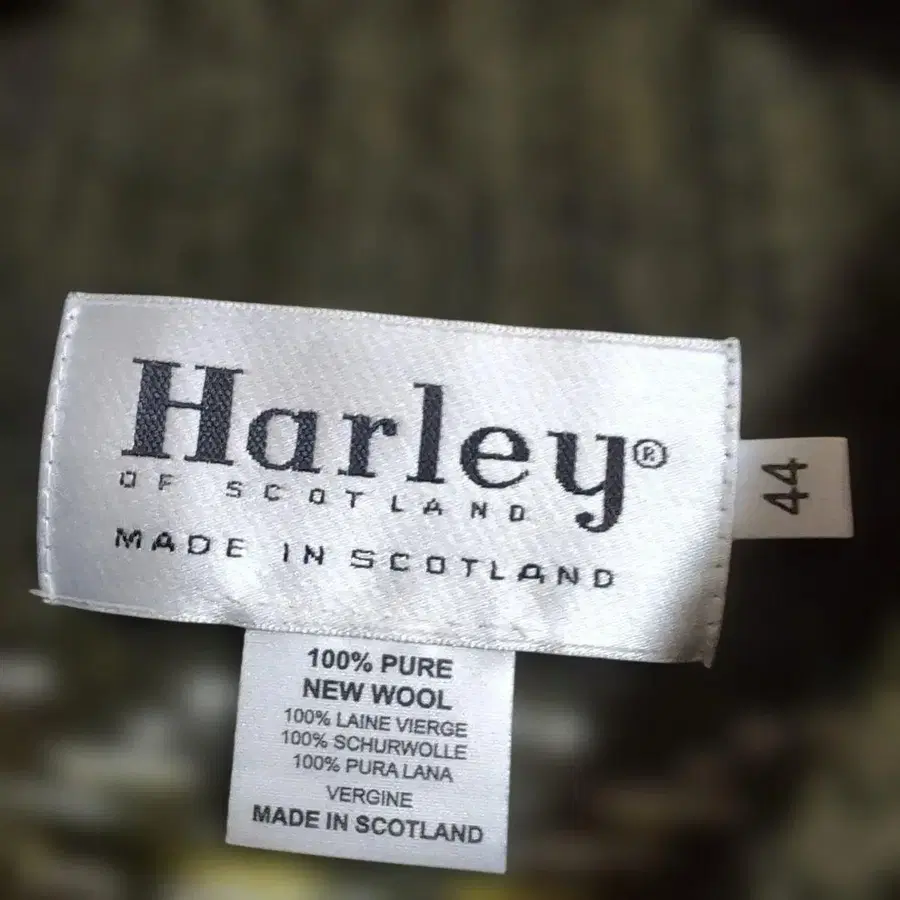 Harley®
OF SCOTLAND
MADE IN SCOTLAND
44
100% PURE
NEW WOOL
100% LAINE VIERGE
100% SCHURWOLLE
100% PURA LANA
VERGINE
MADE IN SCOTLAND